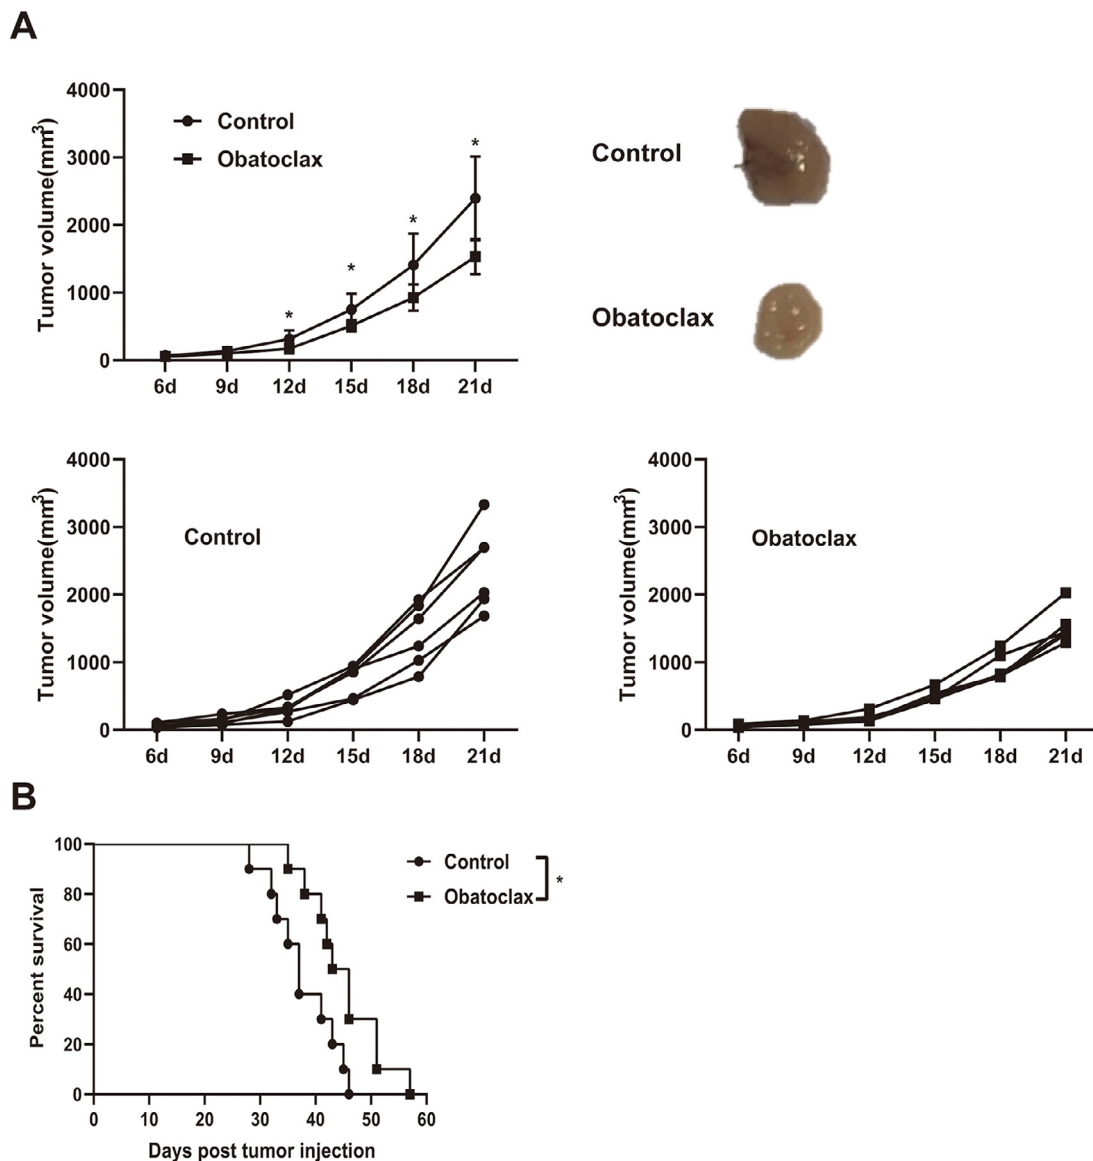 A
Tumor volume(mm3)
4000
3000
2000
1000
0
Control
Obatoclax
*
*
*
*
6d 9d 12d 15d 18d 21d
Control
Obatoclax
Tumor volume(mm3)
4000
3000
2000
1000
0
Control
6d 9d 12d 15d 18d 21d
Tumor volume(mm3)
4000
3000
2000
1000
0
Obatoclax
6d 9d 12d 15d 18d 21d
B
Percent survival
100
80
60
40
20
0
Control
Obatoclax
*
0 10 20 30 40 50 60
Days post tumor injection